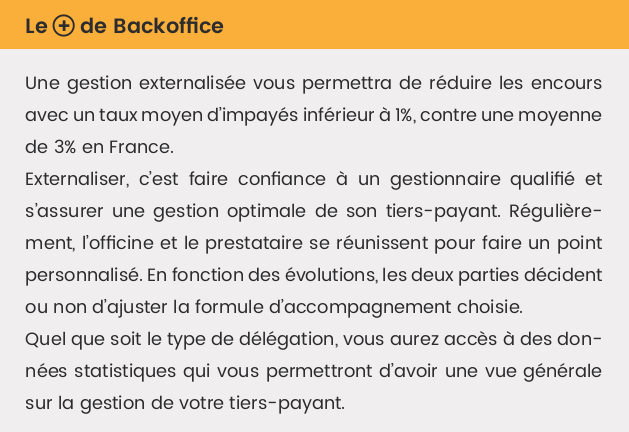 Le + de Backoffice
Une gestion externalisée vous permettra de réduire les encours
avec un taux moyen d’impayés inférieur à 1%, contre une moyenne
de 3% en France.
Externaliser, c’est faire confiance à un gestionnaire qualifié et
s’assurer une gestion optimale de son tiers-payant. Régulière-
ment, l’officine et le prestataire se réunissent pour faire un point
personnalisé. En fonction des évolutions, les deux parties décident
ou non d’ajuster la formule d’accompagnement choisie.
Quel que soit le type de délégation, vous aurez accès à des don-
nées statistiques qui vous permettront d’avoir une vue générale
sur la gestion de votre tiers-payant.